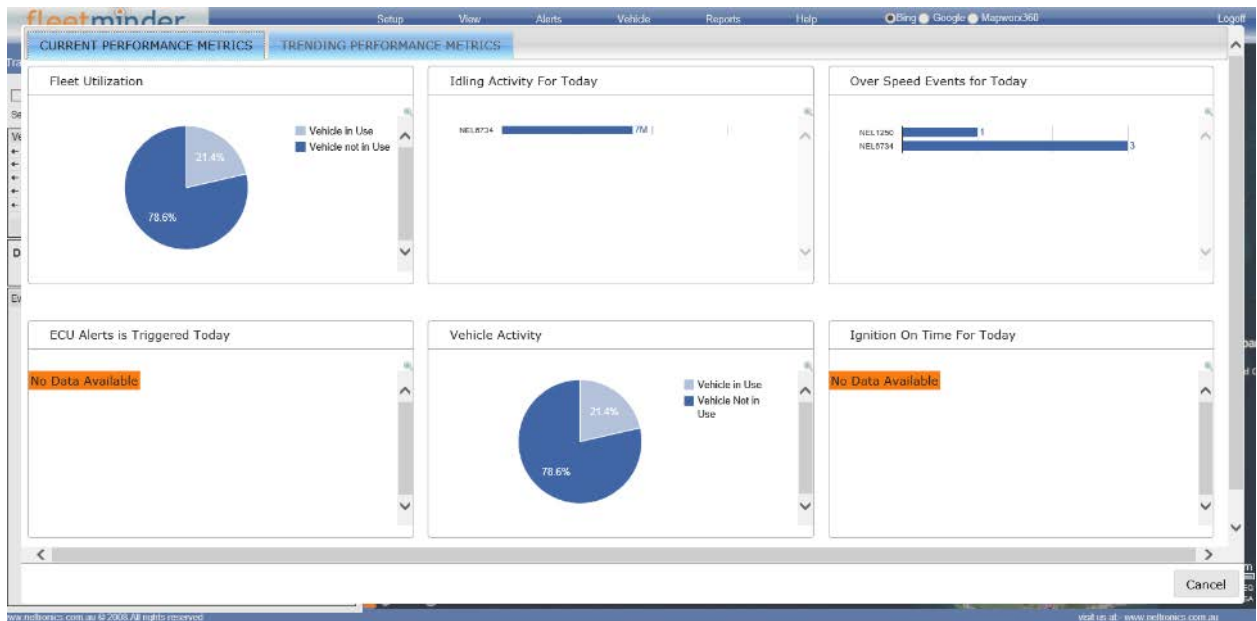 fleetminder
Setup View Alerts Vehicle Reports Help Bing Google Mapworx360 Logoff
CURRENT PERFORMANCE METRICS TRENDING PERFORMANCE METRICS
Fleet Utilization
Vehicle in Use
Vehicle not in Use
21.4%
78.6%
Idling Activity For Today
NEL8734 7M
Over Speed Events for Today
NEL1250 1
NEL8734 3
ECU Alerts is Triggered Today
No Data Available
Vehicle Activity
Vehicle in Use
Vehicle Not in
Use
21.4%
78.6%
Ignition On Time For Today
No Data Available
Cancel
www.neltronics.com.au © 2008.All rights reserved
visit us at- www.neltronics.com.au